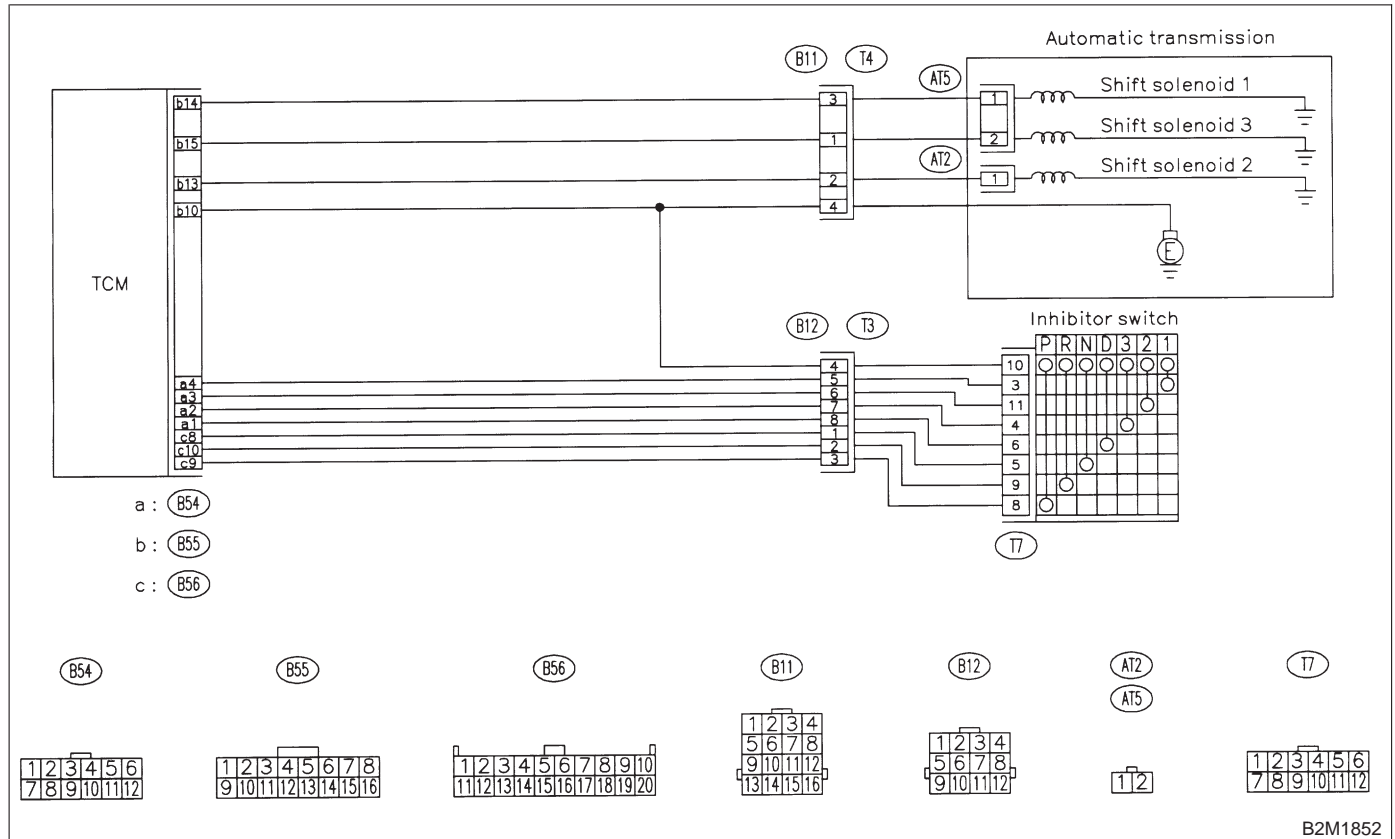 Automatic transmission
B11 T4
AT5
b14 3 1 Shift solenoid 1
b15 1 2 Shift solenoid 3
AT2
b13 2 1 Shift solenoid 2
b10 4
E
TCM
B12 T3
Inhibitor switch
P R N D 3 2 1
4 10
a4 5 3
a3 6 11
a2 7 4
a1 8 6
c8 1 5
c10 2 9
c9 3 8
T7
a : B54
b : B55
c : B56
B54
1 2 3 4 5 6
7 8 9 10 11 12
B55
1 2 3 4 5 6 7 8
9 10 11 12 13 14 15 16
B56
1 2 3 4 5 6 7 8 9 10
11 12 13 14 15 16 17 18 19 20
B11
1 2 3 4
5 6 7 8
9 10 11 12
13 14 15 16
B12
1 2 3 4
5 6 7 8
9 10 11 12
AT2
AT5
1 2
T7
1 2 3 4 5 6
7 8 9 10 11 12
B2M1852